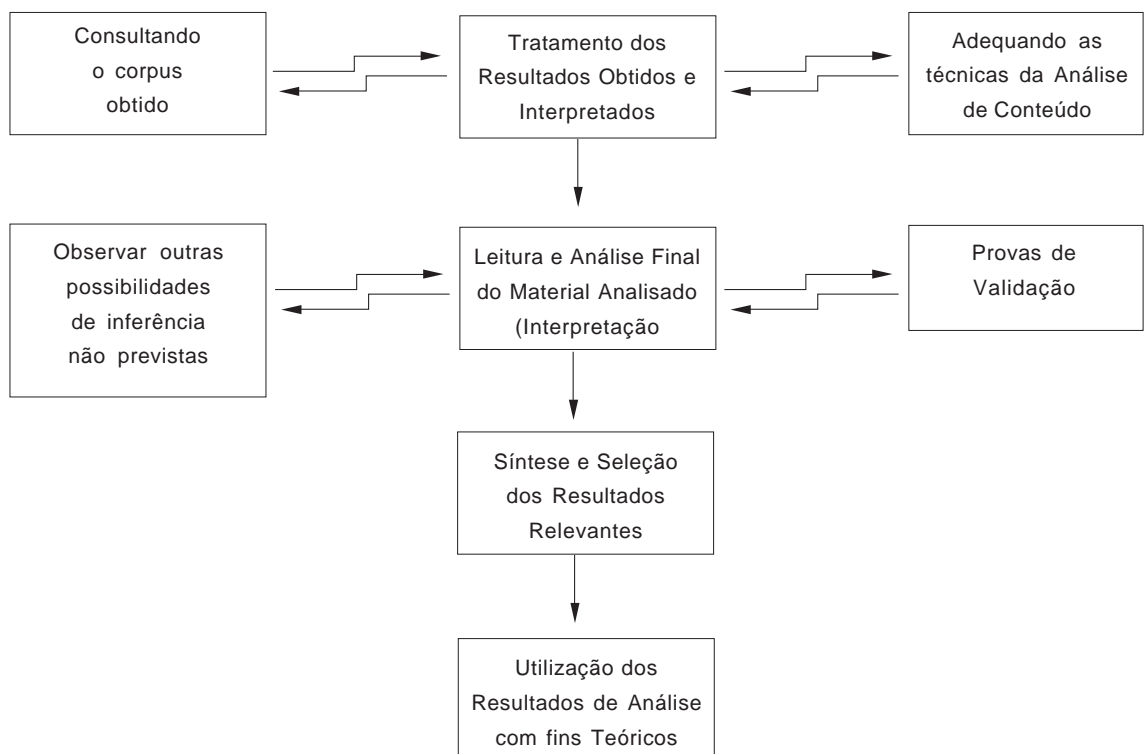 Consultando
o corpus
obtido
Tratamento dos
Resultados Obtidos e
Interpretados
Adequando as
técnicas da Análise
de Conteúdo
Observar outras
possibilidades
de inferência
não previstas
Leitura e Análise Final
do Material Analisado
(Interpretação
Provas de
Validação
Síntese e Seleção
dos Resultados
Relevantes
Utilização dos
Resultados de Análise
com fins Teóricos